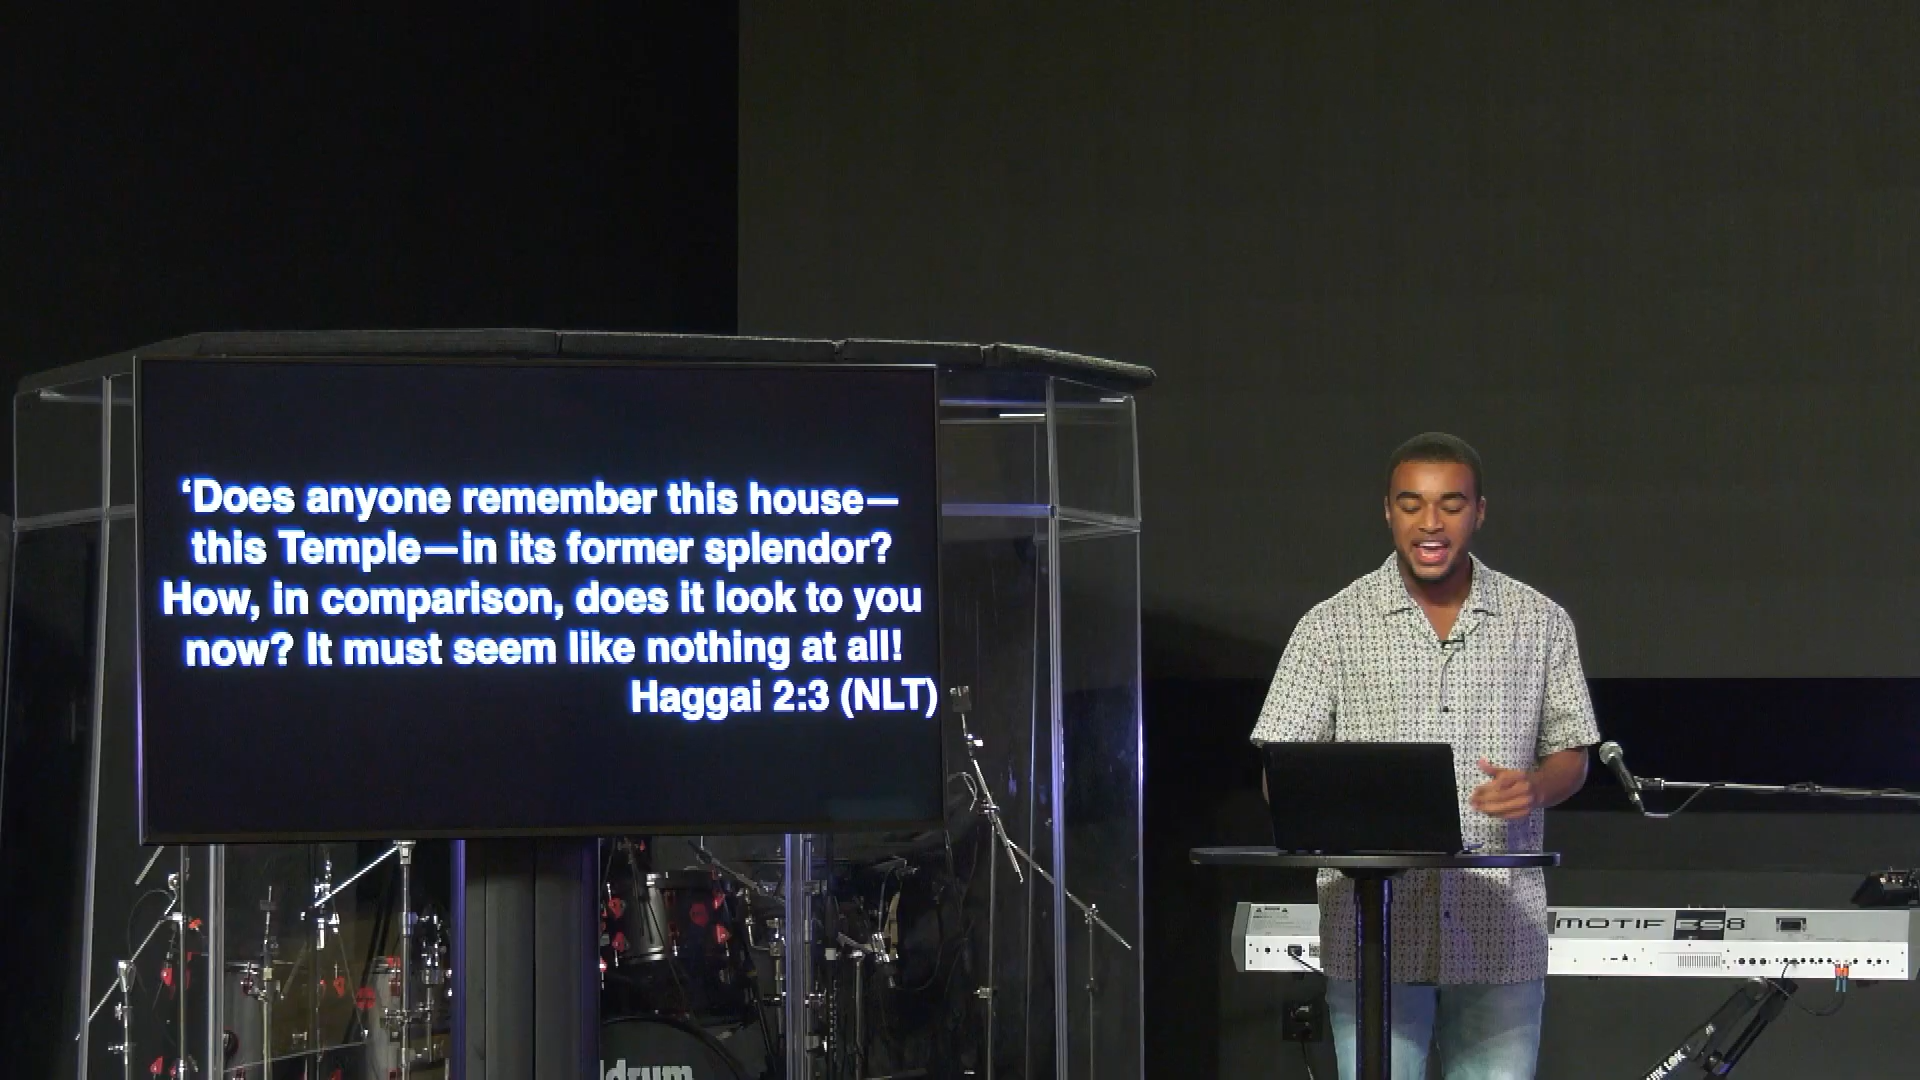 ‘Does anyone remember this house—
this Temple—in its former splendor?
How, in comparison, does it look to you
now? It must seem like nothing at all!
Haggai 2:3 (NLT)
MOTIF ES8
drum